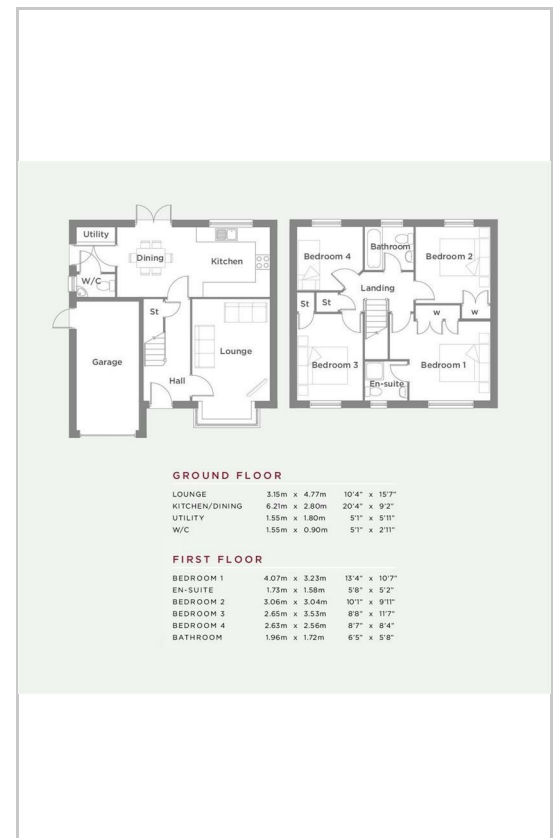 Utility
Dining
Kitchen
W/C
St
Garage
Lounge
Hall
Bathroom
Bedroom 4
Bedroom 2
Landing
St
St
w
w
Bedroom 3
Bedroom 1
En-suite
GROUND FLOOR
LOUNGE 3.15m x 4.77m 10'4" x 15'7"
KITCHEN/DINING 6.21m x 2.80m 20'4" x 9'2"
UTILITY 1.55m x 1.80m 5'1" x 5'11"
W/C 1.55m x 0.90m 5'1" x 2'11"
FIRST FLOOR
BEDROOM 1 4.07m x 3.23m 13'4" x 10'7"
EN-SUITE 1.73m x 1.58m 5'8" x 5'2"
BEDROOM 2 3.06m x 3.04m 10'1" x 9'11"
BEDROOM 3 2.65m x 3.53m 8'8" x 11'7"
BEDROOM 4 2.63m x 2.56m 8'7" x 8'4"
BATHROOM 1.96m x 1.72m 6'5" x 5'8"